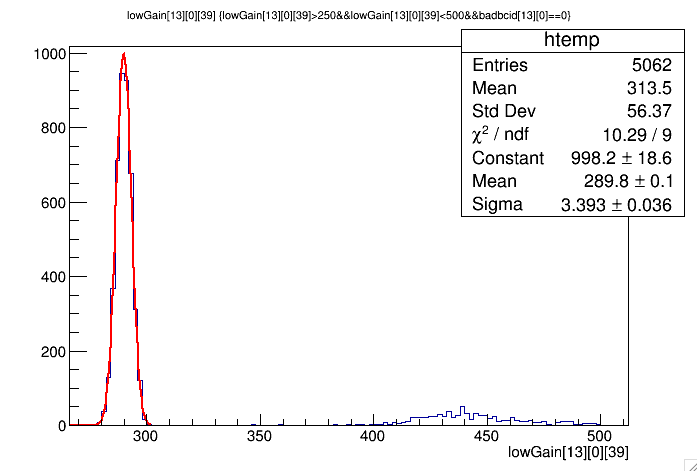 lowGain[13][0][39] {lowGain[13][0][39]>250&&lowGain[13][0][39]<500&&badbcid[13][0]==0}
htemp
Entries 5062
Mean 313.5
Std Dev 56.37
χ² / ndf 10.29 / 9
Constant 998.2 ± 18.6
Mean 289.8 ± 0.1
Sigma 3.393 ± 0.036
1000
800
600
400
200
0
300 350 400 450 500
lowGain[13][0][39]